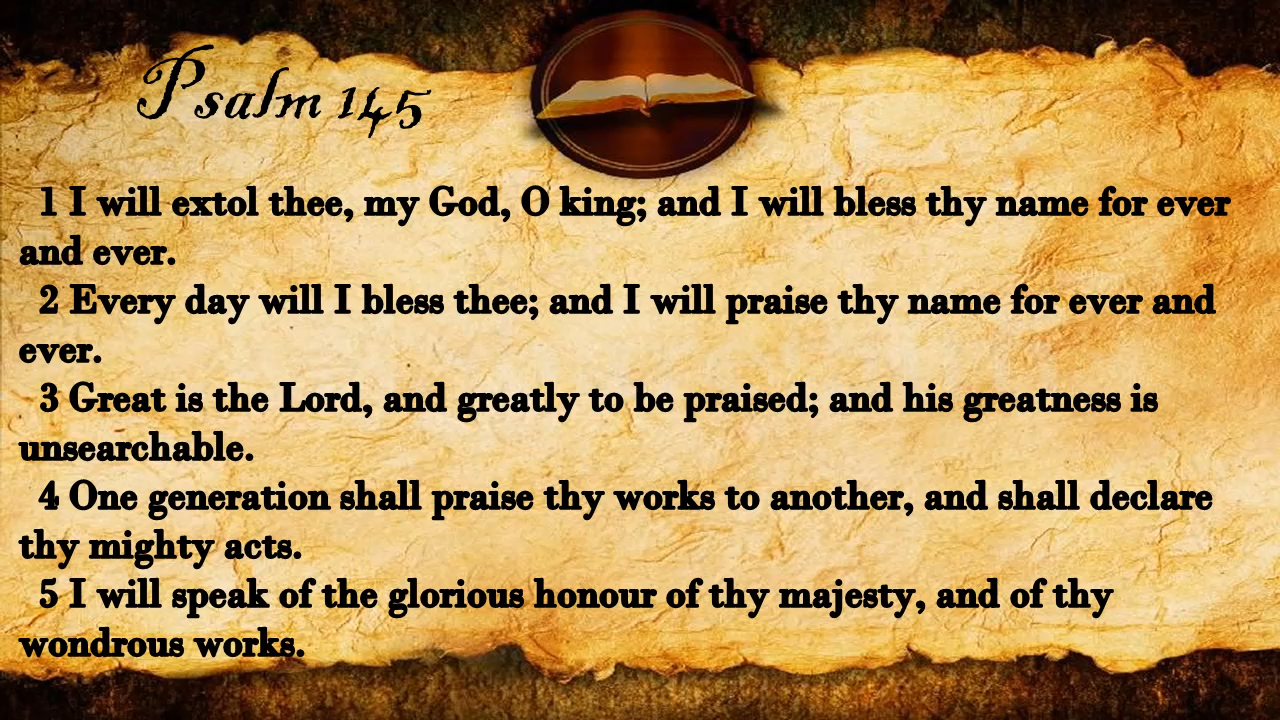 Psalm 145
1 I will extol thee, my God, O king; and I will bless thy name for ever
and ever.
2 Every day will I bless thee; and I will praise thy name for ever and
ever.
3 Great is the Lord, and greatly to be praised; and his greatness is
unsearchable.
4 One generation shall praise thy works to another, and shall declare
thy mighty acts.
5 I will speak of the glorious honour of thy majesty, and of thy
wondrous works.